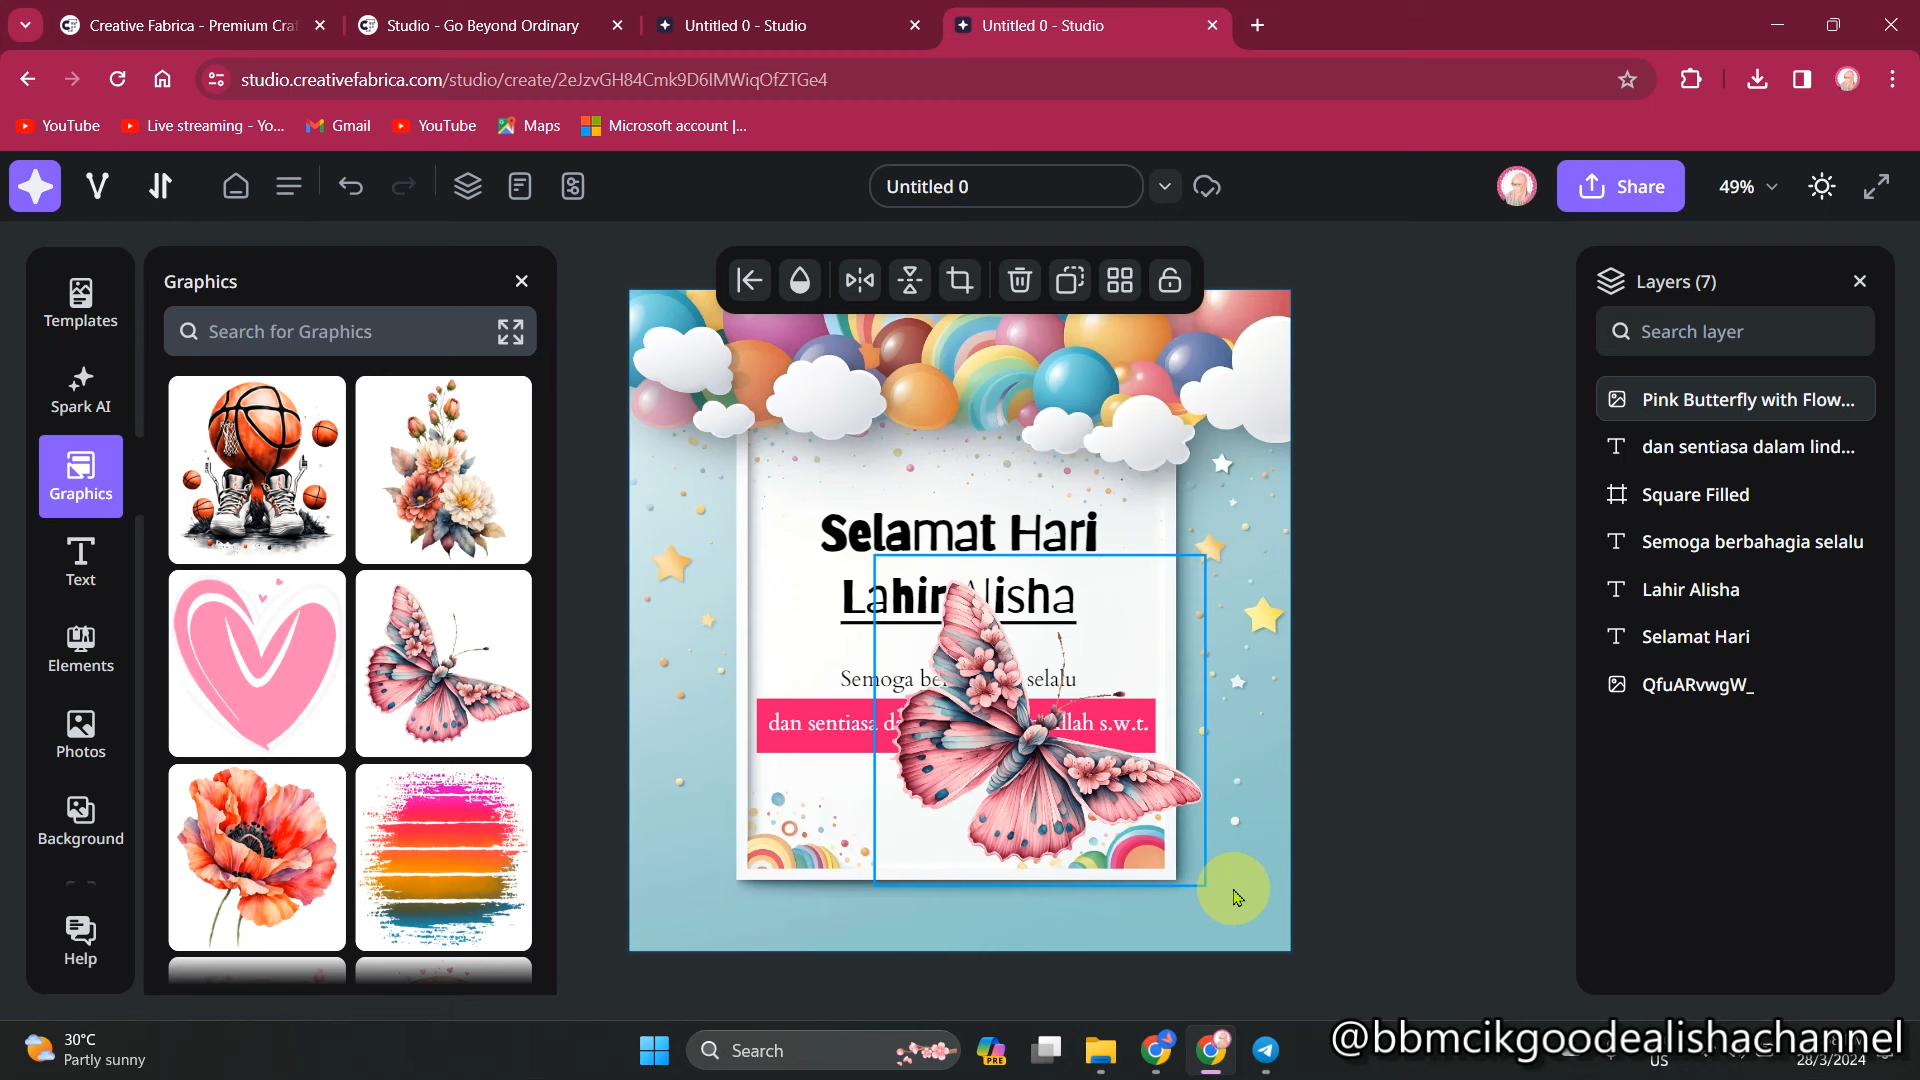 Creative Fabrica - Premium Cra
Studio - Go Beyond Ordinary
Untitled 0 - Studio
Untitled 0 - Studio
studio.creativefabrica.com/studio/create/2eJzvGH84Cmk9D6IMWiqOfZTGe4
YouTube
Live streaming - Yo...
Gmail
YouTube
Maps
Microsoft account |...
Untitled 0
Share
49%
Templates
Spark AI
Graphics
Text
Elements
Photos
Background
Help
Graphics
Search for Graphics
Selamat Hari
Lahir Alisha
Semoga be
selalu
dan sentiasa da
llah s.w.t.
Layers (7)
Search layer
Pink Butterfly with Flow...
dan sentiasa dalam lind...
Square Filled
Semoga berbahagia selalu
Lahir Alisha
Selamat Hari
QfuARvwgW_
30°C
Partly sunny
Search
PRE
@bbmcikgoodealishachannel
US
28/3/2024